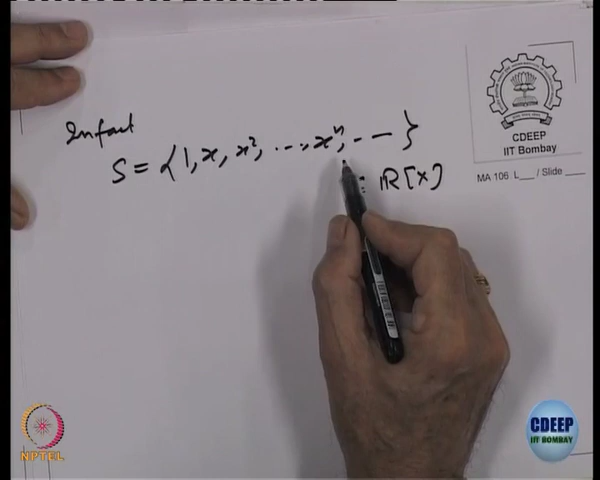 Infact
S = {1, x, x², ..., xⁿ, - — }
: ℝ[x]
CDEEP
IIT Bombay
MA 106 L___ / Slide ___
NPTEL
CDEEP
IIT BOMBAY